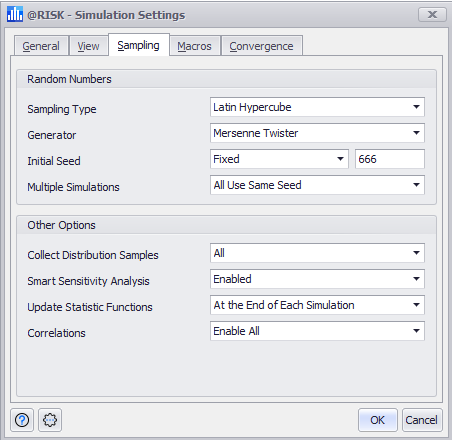 @RISK - Simulation Settings
General View Sampling Macros Convergence
Random Numbers
Sampling Type Latin Hypercube
Generator Mersenne Twister
Initial Seed Fixed 666
Multiple Simulations All Use Same Seed
Other Options
Collect Distribution Samples All
Smart Sensitivity Analysis Enabled
Update Statistic Functions At the End of Each Simulation
Correlations Enable All
OK Cancel